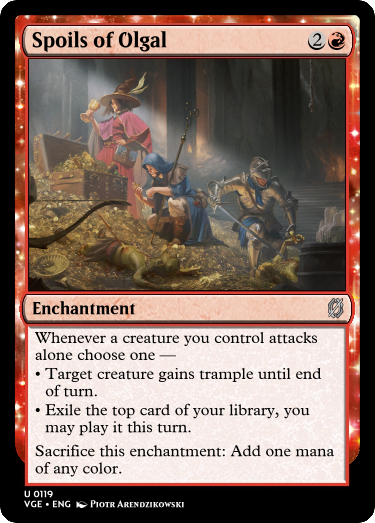 Spoils of Olgal 2
Enchantment
Whenever a creature you control attacks
alone choose one —
• Target creature gains trample until end
of turn.
• Exile the top card of your library, you
may play it this turn.
Sacrifice this enchantment: Add one mana
of any color.
U 0119
VGE • ENG Piotr Arendzikowski